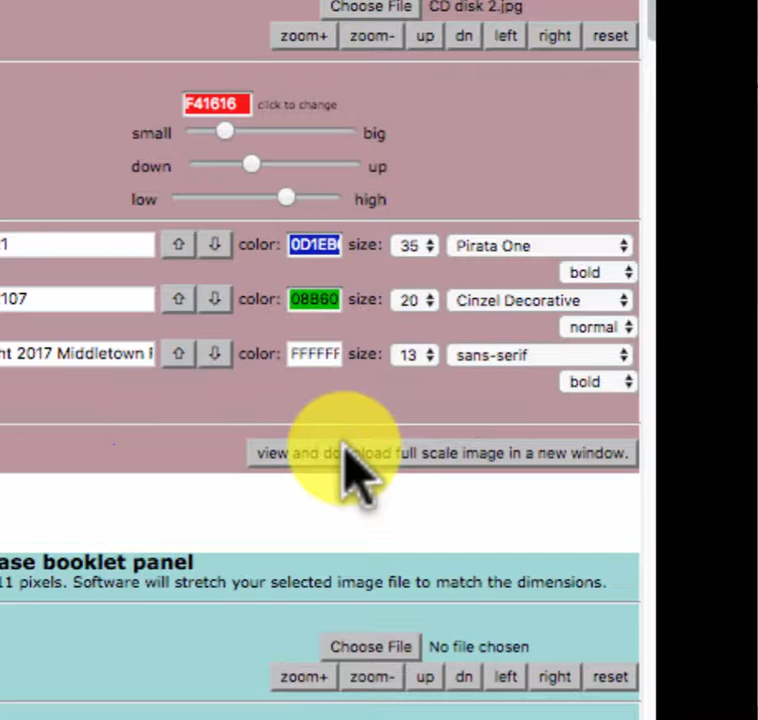 Choose File CD disk 2.jpg
zoom+ zoom- up dn left right reset
F41616 click to change
small big
down up
low high
1 ⇧ ⇩ color: 0D1EB size: 35 Pirata One
bold
107 ⇧ ⇩ color: 08B60 size: 20 Cinzel Decorative
normal
ht 2017 Middletown ⇧ ⇩ color: FFFFFF size: 13 sans-serif
bold
view and download full scale image in a new window.
ase booklet panel
11 pixels. Software will stretch your selected image file to match the dimensions.
Choose File No file chosen
zoom+ zoom- up dn left right reset